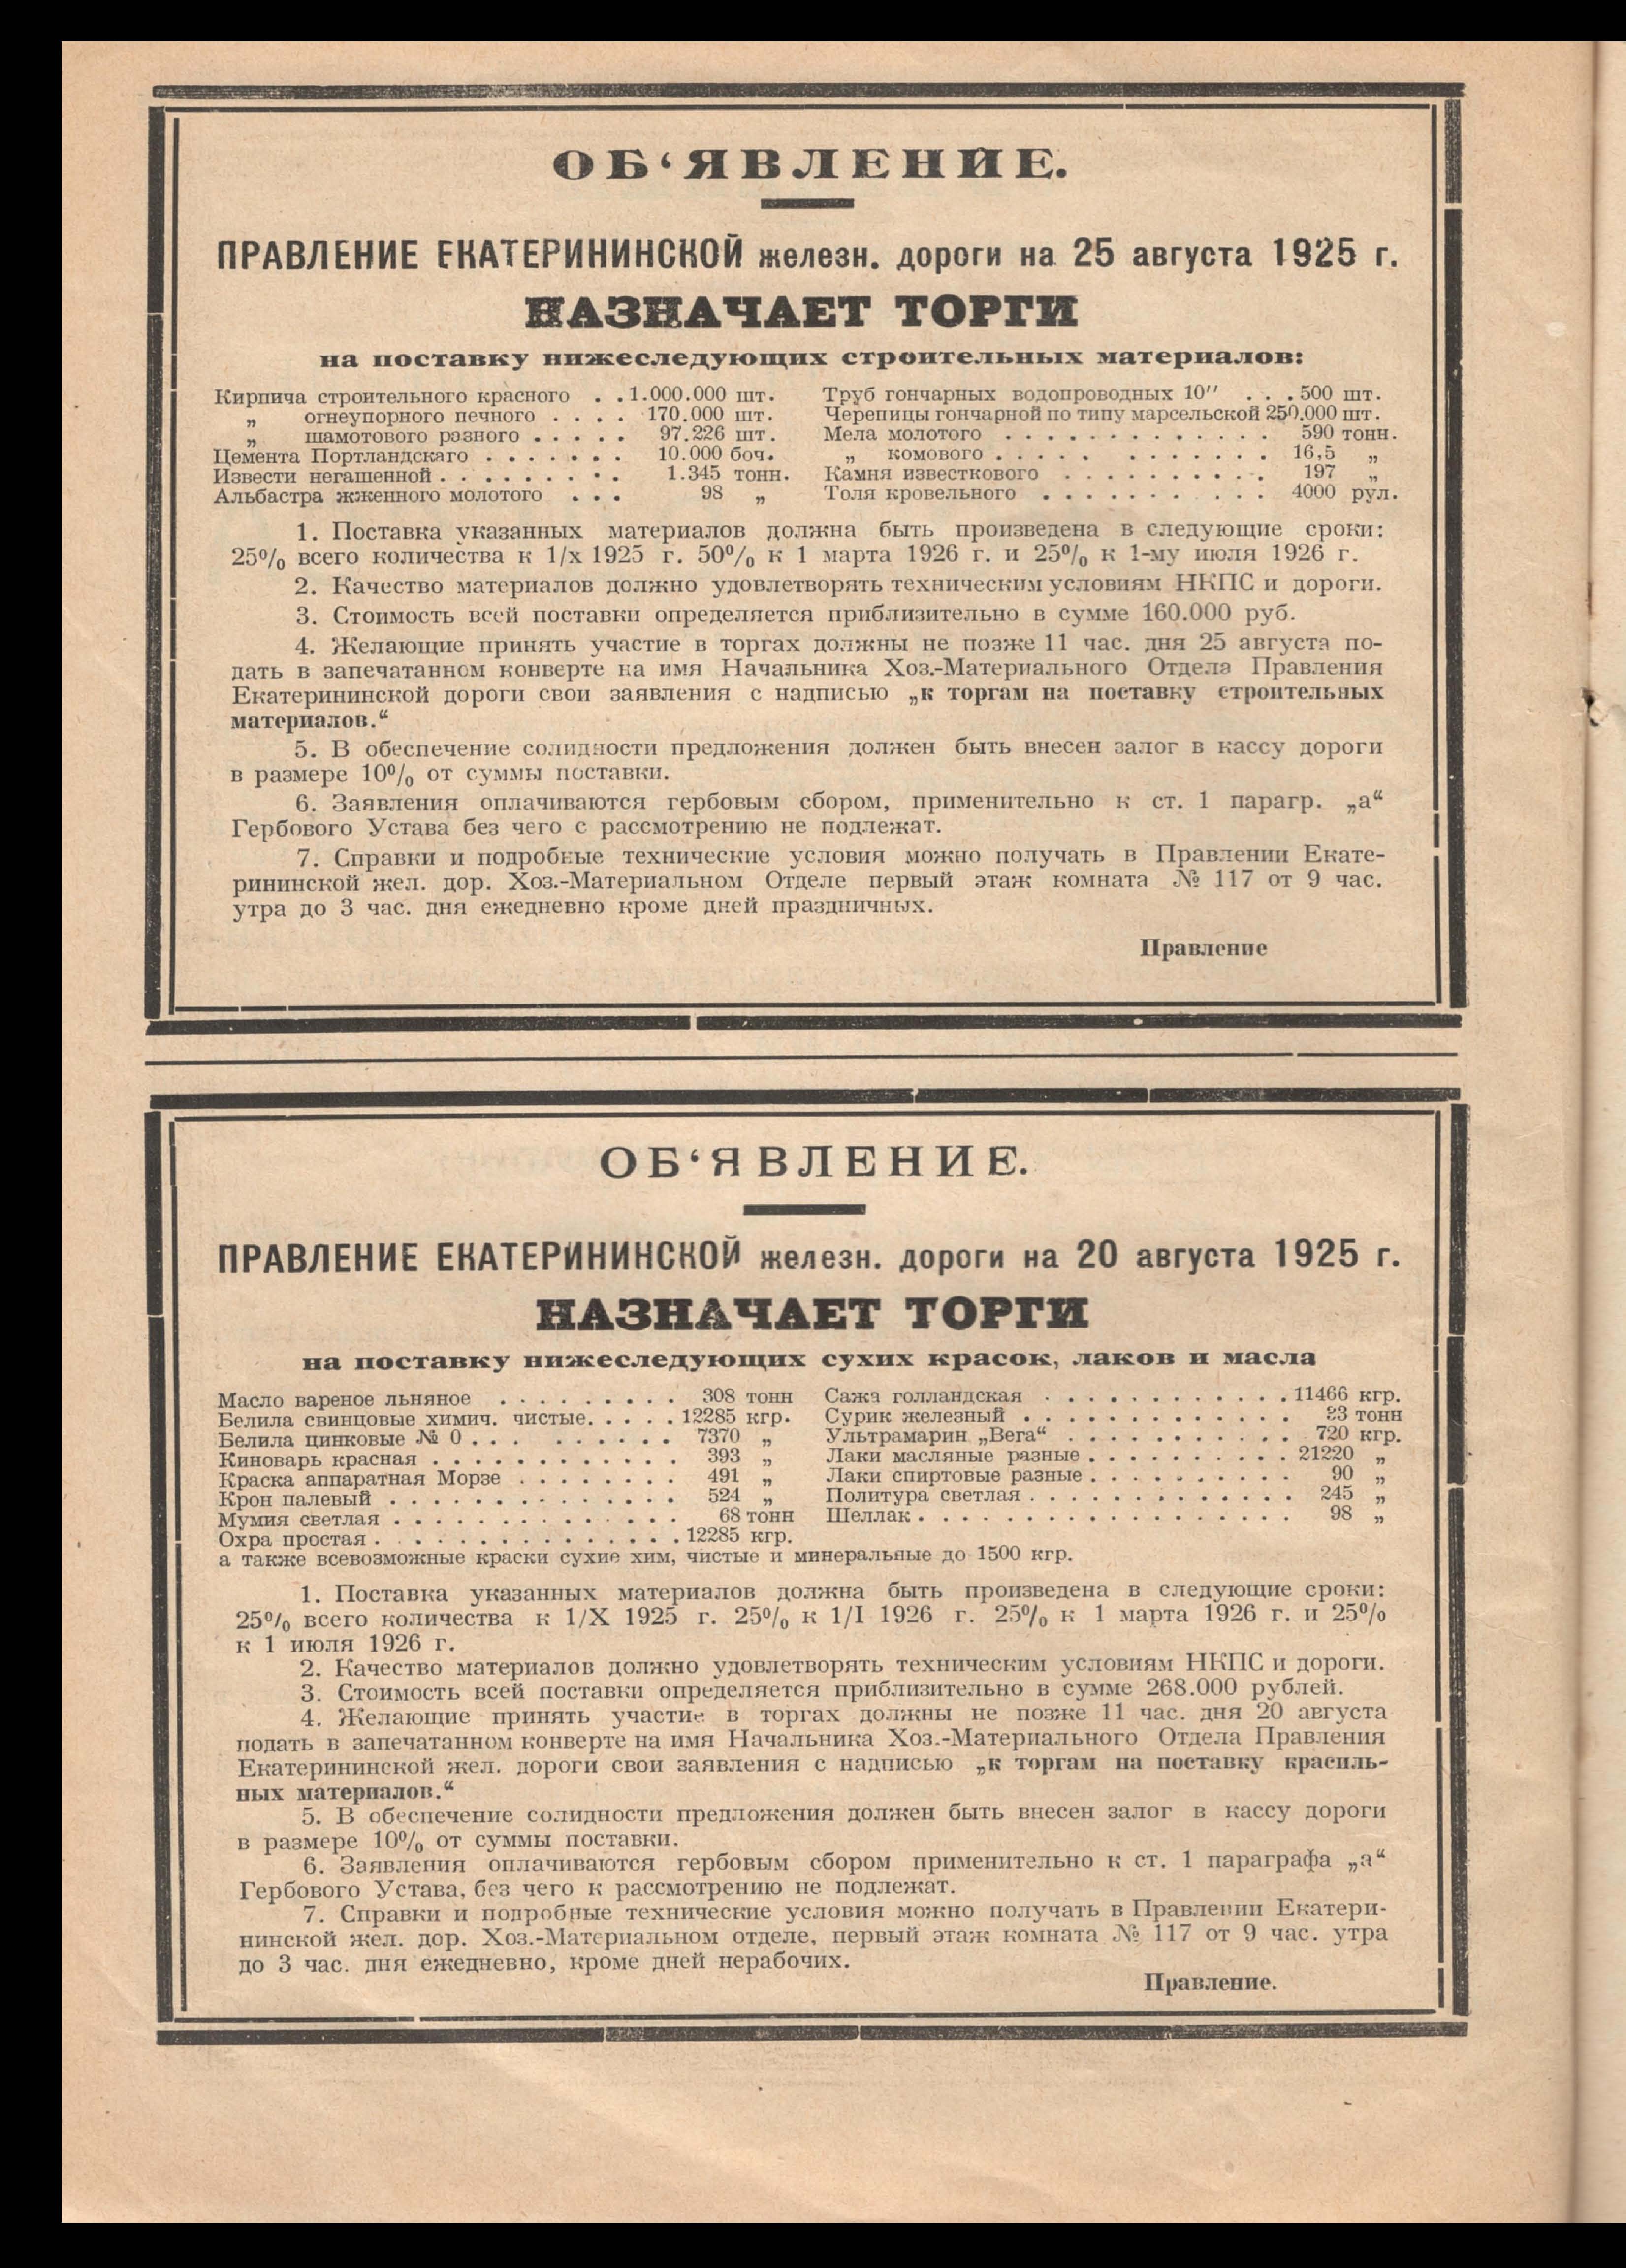 ОБ‘ЯВЛЕНИЕ.
ПРАВЛЕНИЕ ЕКАТЕРИНИНСКОЙ железн. дороги на 25 августа 1925 г.
НАЗНАЧАЕТ ТОРГИ
на поставку нижеследующих строительных материалов:
Кирпича строительного красного . . 1.000.000 шт.
„ огнеупорного печного . . . . 170.000 шт.
„ шамотового разного . . . . . 97.226 шт.
Цемента Портландскаго . . . . . . . 10.000 боч.
Извести негашенной . . . . . . . . . 1.345 тонн.
Альбастра жженного молотого . . . 98 „
Труб гончарных водопроводных 10″ . . . 500 шт.
Черепицы гончарной по типу марсельской 250.000 шт.
Мела молотого . . . . . . . . . . . . . 590 тонн.
„ комового . . . . . . . . . . . . 16,5 „
Камня известкового . . . . . . . . . . 197 „
Толя кровельного . . . . . . . . . . . 4000 рул.
1. Поставка указанных материалов должна быть произведена в следующие сроки:
25% всего количества к 1/х 1925 г. 50% к 1 марта 1926 г. и 25% к 1-му июля 1926 г.
2. Качество материалов должно удовлетворять техническим условиям НКПС и дороги.
3. Стоимость всей поставки определяется приблизительно в сумме 160.000 руб.
4. Желающие принять участие в торгах должны не позже 11 час. дня 25 августа по-
дать в запечатанном конверте на имя Начальника Хоз.-Материального Отдела Правления
Екатерининской дороги свои заявления с надписью „к торгам на поставку строительных
материалов.“
5. В обеспечение солидности предложения должен быть внесен залог в кассу дороги
в размере 10% от суммы поставки.
6. Заявления оплачиваются гербовым сбором, применительно к ст. 1 парагр. „а“
Гербового Устава без чего с рассмотрению не подлежат.
7. Справки и подробные технические условия можно получать в Правлении Екате-
рининской жел. дор. Хоз.-Материальном Отделе первый этаж комната № 117 от 9 час.
утра до 3 час. дня ежедневно кроме дней праздничных.
Правление
ОБ‘ЯВЛЕНИЕ.
ПРАВЛЕНИЕ ЕКАТЕРИНИНСКОЙ железн. дороги на 20 августа 1925 г.
НАЗНАЧАЕТ ТОРГИ
на поставку нижеследующих сухих красок, лаков и масла
Масло вареное льняное . . . . . . . . . 308 тонн
Белила свинцовые химич. чистые. . . . . 12285 кгр.
Белила цинковые № 0 . . . . . . . . . 7370 „
Киноварь красная . . . . . . . . . . . . 393 „
Краска аппаратная Морзе . . . . . . . . 491 „
Крон палевый . . . . . . . . . . . . . . 524 „
Мумия светлая . . . . . . . . . . . . . . 68 тонн
Охра простая . . . . . . . . . . . . . . 12285 кгр.
Сажа голландская . . . . . . . . . . . . 11466 кгр.
Сурик железный . . . . . . . . . . . . . 33 тонн
Ультрамарин „Вега“ . . . . . . . . . . . 720 кгр.
Лаки масляные разные . . . . . . . . . . 21220 „
Лаки спиртовые разные . . . . . . . . . 90 „
Политура светлая . . . . . . . . . . . . . 245 „
Шеллак . . . . . . . . . . . . . . . . . . 98 „
а также всевозможные краски сухие хим, чистые и минеральные до 1500 кгр.
1. Поставка указанных материалов должна быть произведена в следующие сроки:
25% всего количества к 1/X 1925 г. 25% к 1/I 1926 г. 25% к 1 марта 1926 г. и 25%
к 1 июля 1926 г.
2. Качество материалов должно удовлетворять техническим условиям НКПС и дороги.
3. Стоимость всей поставки определяется приблизительно в сумме 268.000 рублей.
4. Желающие принять участие в торгах должны не позже 11 час. дня 20 августа
подать в запечатанном конверте на имя Начальника Хоз.-Материального Отдела Правления
Екатерининской жел. дороги свои заявления с надписью „к торгам на поставку красиль-
ных материалов.“
5. В обеспечение солидности предложения должен быть внесен залог в кассу дороги
в размере 10% от суммы поставки.
6. Заявления оплачиваются гербовым сбором применительно к ст. 1 параграфа „а“
Гербового Устава, без чего к рассмотрению не подлежат.
7. Справки и подробные технические условия можно получать в Правлении Екатери-
нинской жел. дор. Хоз.-Материальном отделе, первый этаж комната № 117 от 9 час. утра
до 3 час. дня ежедневно, кроме дней нерабочих.
Правление.